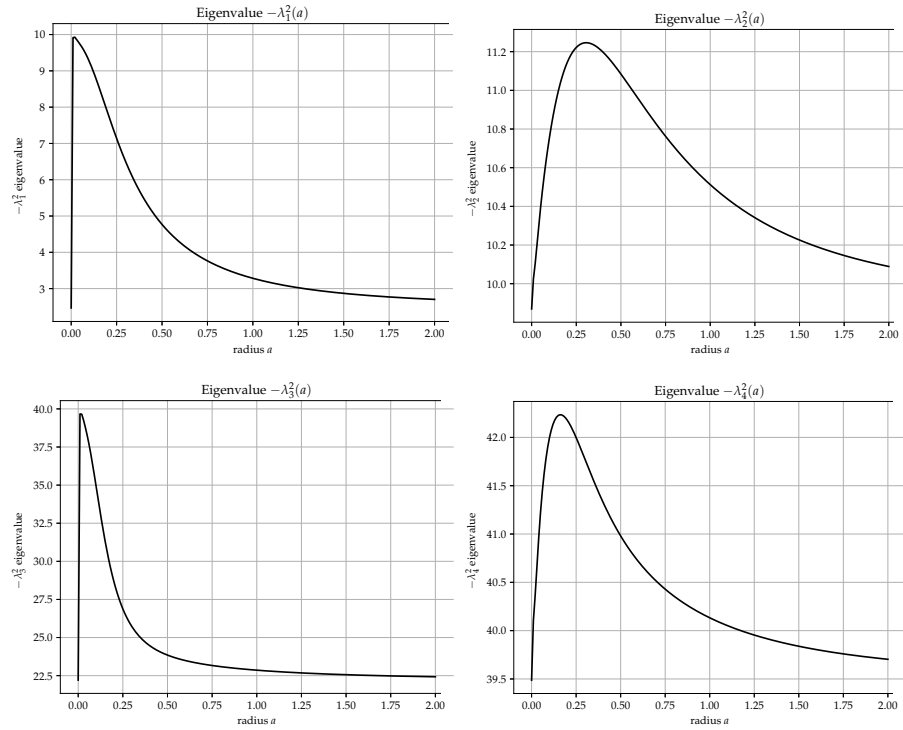 Eigenvalue −λ₁²(a)
10
9
8
7
6
5
4
3
−λ₁² eigenvalue
0.00 0.25 0.50 0.75 1.00 1.25 1.50 1.75 2.00
radius a
Eigenvalue −λ₂²(a)
11.2
11.0
10.8
10.6
10.4
10.2
10.0
−λ₂² eigenvalue
0.00 0.25 0.50 0.75 1.00 1.25 1.50 1.75 2.00
radius a
Eigenvalue −λ₃²(a)
40.0
37.5
35.0
32.5
30.0
27.5
25.0
22.5
−λ₃² eigenvalue
0.00 0.25 0.50 0.75 1.00 1.25 1.50 1.75 2.00
radius a
Eigenvalue −λ₄²(a)
42.0
41.5
41.0
40.5
40.0
39.5
−λ₄² eigenvalue
0.00 0.25 0.50 0.75 1.00 1.25 1.50 1.75 2.00
radius a